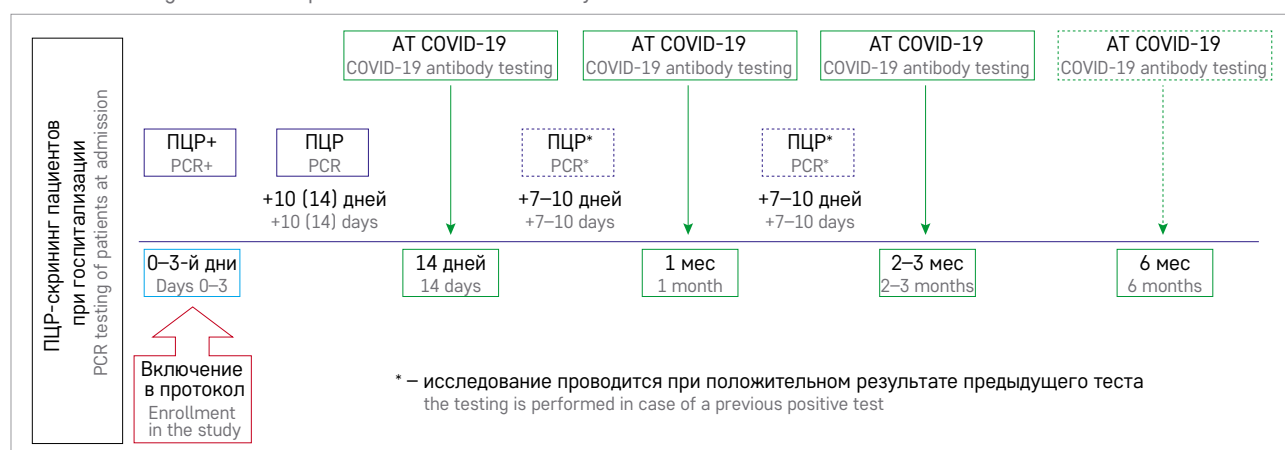 ПЦР-скрининг пациентов
при госпитализации
PCR testing of patients at admission
АТ COVID-19
COVID-19 antibody testing
АТ COVID-19
COVID-19 antibody testing
АТ COVID-19
COVID-19 antibody testing
АТ COVID-19
COVID-19 antibody testing
ПЦР+
PCR+
ПЦР
PCR
ПЦР*
PCR*
ПЦР*
PCR*
+10 (14) дней
+10 (14) days
+7–10 дней
+7–10 days
+7–10 дней
+7–10 days
0–3-й дни
Days 0–3
14 дней
14 days
1 мес
1 month
2–3 мес
2–3 months
6 мес
6 months
Включение
в протокол
Enrollment
in the study
* – исследование проводится при положительном результате предыдущего теста
the testing is performed in case of a previous positive test